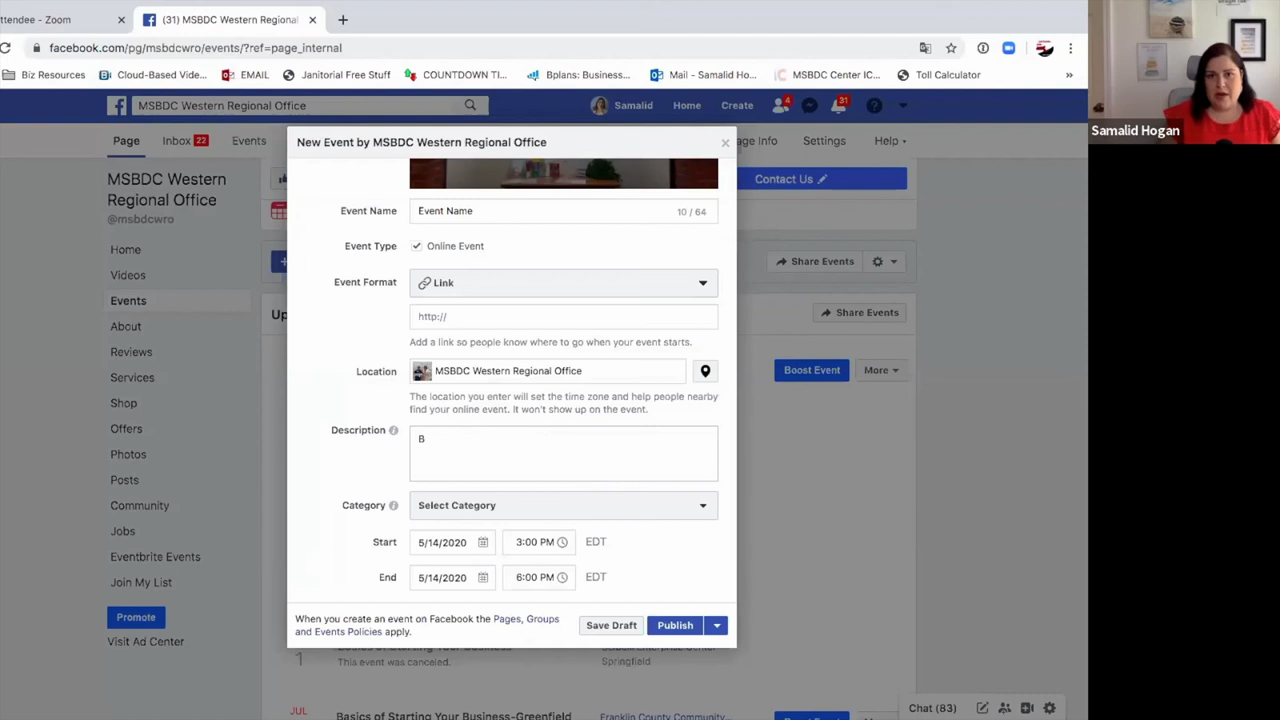 ttendee - Zoom
(31) MSBDC Western Regional
facebook.com/pg/msbdcwro/events/?ref=page_internal
Biz Resources
Cloud-Based Vide...
EMAIL
Janitorial Free Stuff
COUNTDOWN TI...
Bplans: Business...
Mail - Samalid Ho...
MSBDC Center IC...
Toll Calculator
»
MSBDC Western Regional Office
Samalid
Home
Create
4
31
Page
Inbox 22
Events
age Info
Settings
Help
MSBDC Western
Regional Office
@msbdcwro
Home
Videos
Events
About
Reviews
Services
Shop
Offers
Photos
Posts
Community
Jobs
Eventbrite Events
Join My List
Promote
Visit Ad Center
New Event by MSBDC Western Regional Office
Event Name
Event Name
10 / 64
Event Type
Online Event
Event Format
Link
http://
Add a link so people know where to go when your event starts.
Location
MSBDC Western Regional Office
The location you enter will set the time zone and help people nearby
find your online event. It won't show up on the event.
Description
B
Category
Select Category
Start
5/14/2020
3:00 PM
EDT
End
5/14/2020
6:00 PM
EDT
When you create an event on Facebook the Pages, Groups
and Events Policies apply.
Save Draft
Publish
Contact Us
Share Events
Up
Share Events
Boost Event
More
1
Basics of Starting Your Business-
This event was canceled.
Springfield
JUL
Basics of Starting Your Business-Greenfield
Franklin County Community...
Chat (83)
Samalid Hogan